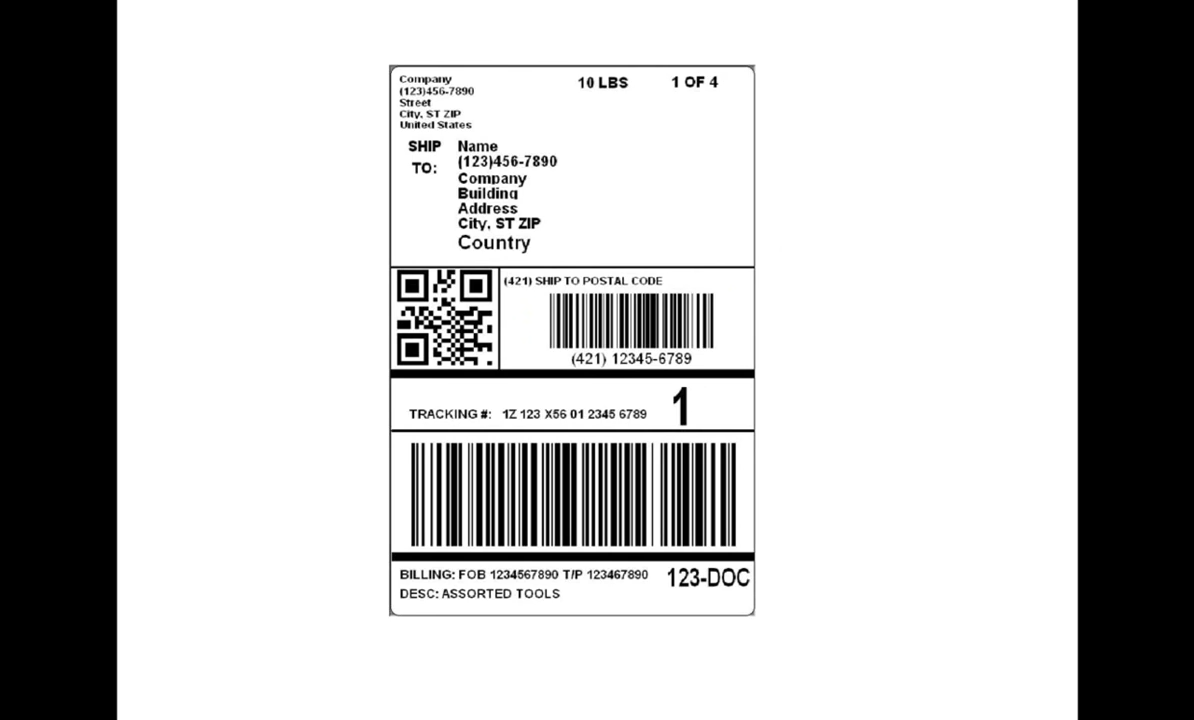 Company
(123)456-7890
Street
City, ST ZIP
United States
10 LBS 1 OF 4
SHIP TO:
Name
(123)456-7890
Company
Building
Address
City, ST ZIP
Country
(421) SHIP TO POSTAL CODE
(421) 12345-6789
TRACKING #: 1Z 123 X56 01 2345 6789
1
BILLING: FOB 1234567890 T/P 123467890
DESC: ASSORTED TOOLS
123-DOC